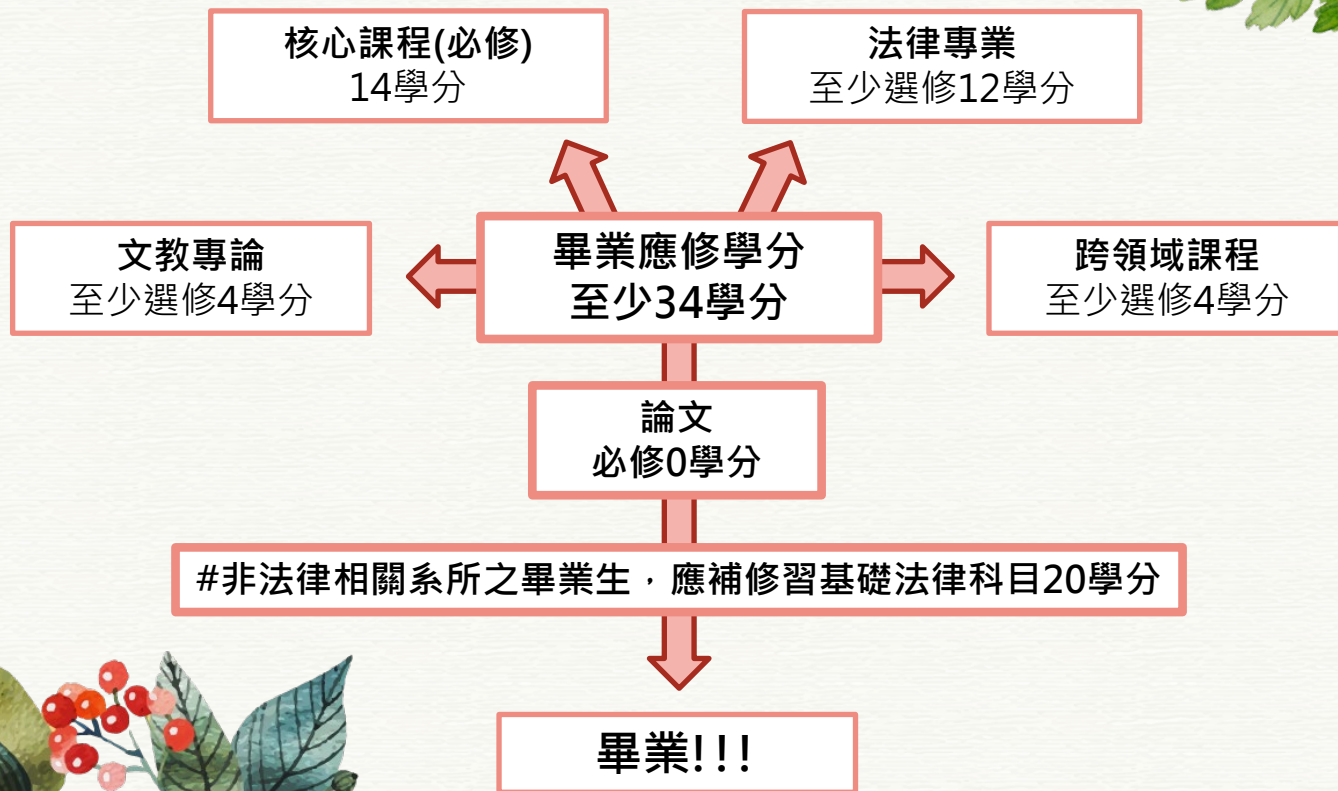 核心課程(必修)
14學分
法律專業
至少選修12學分
文教專論
至少選修4學分
畢業應修學分
至少34學分
跨領域課程
至少選修4學分
論文
必修0學分
#非法律相關系所之畢業生，應補修習基礎法律科目20學分
畢業!!!